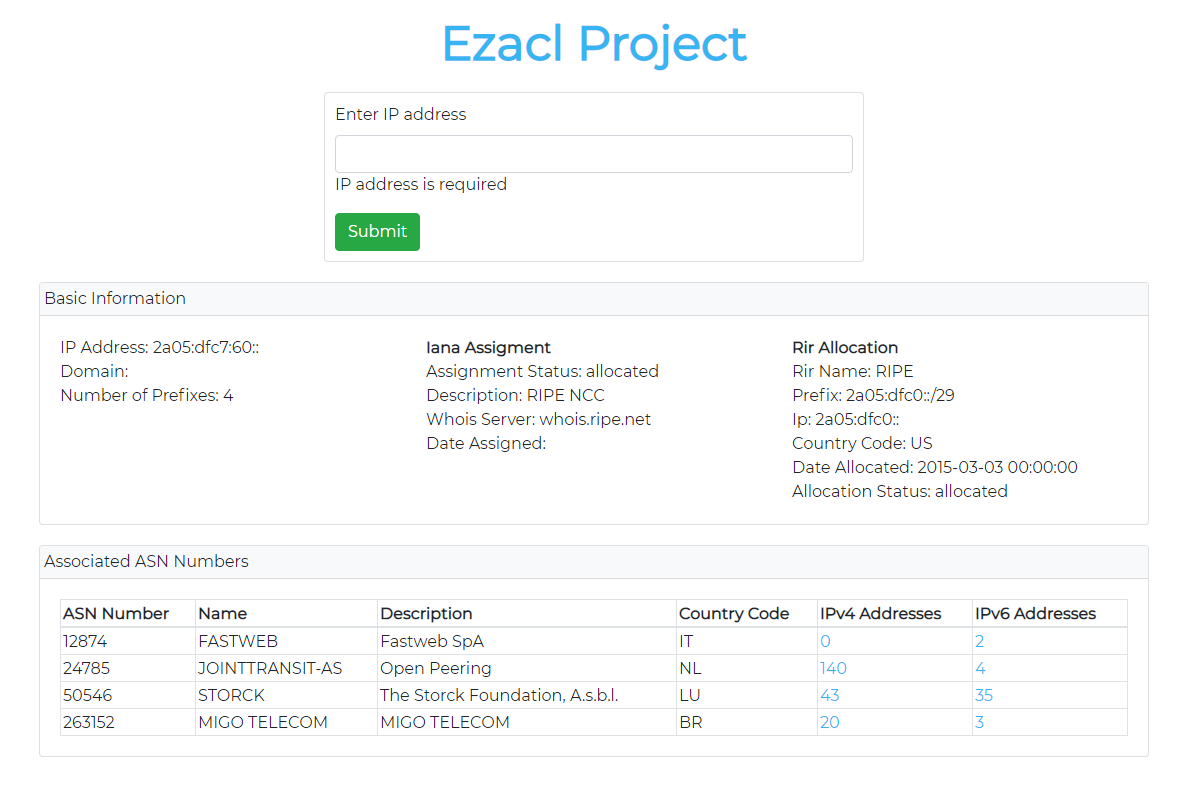 Ezacl Project
Enter IP address
IP address is required
Submit
Basic Information
IP Address: 2a05:dfc7:60::
Domain:
Number of Prefixes: 4
Iana Assigment
Assignment Status: allocated
Description: RIPE NCC
Whois Server: whois.ripe.net
Date Assigned:
Rir Allocation
Rir Name: RIPE
Prefix: 2a05:dfc0::/29
Ip: 2a05:dfc0::
Country Code: US
Date Allocated: 2015-03-03 00:00:00
Allocation Status: allocated
Associated ASN Numbers
ASN Number Name Description Country Code IPv4 Addresses IPv6 Addresses
12874 FASTWEB Fastweb SpA IT 0 2
24785 JOINTTRANSIT-AS Open Peering NL 140 4
50546 STORCK The Storck Foundation, A.s.b.l. LU 43 35
263152 MIGO TELECOM MIGO TELECOM BR 20 3